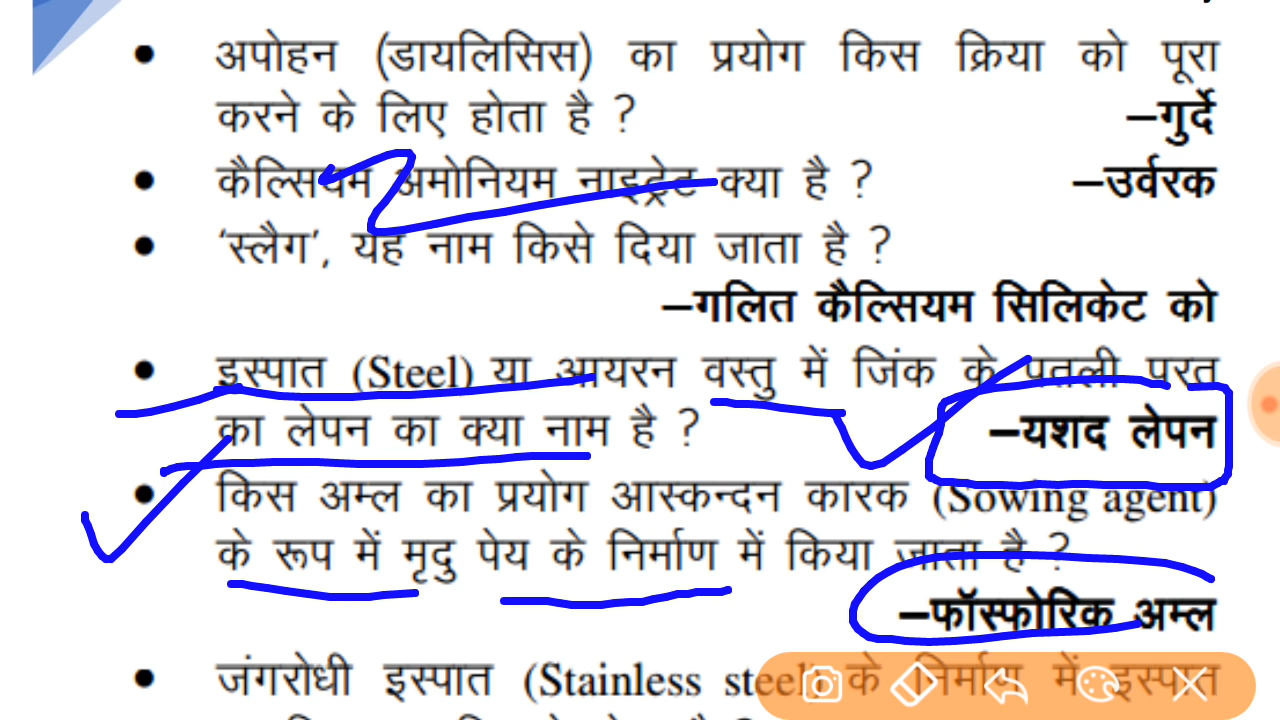 • अपोहन (डायलिसिस) का प्रयोग किस क्रिया को पूरा
करने के लिए होता है ? –गुर्दे
• कैल्सियम अमोनियम नाइट्रेट क्या है ? –उर्वरक
• ‘स्लैग’, यह नाम किसे दिया जाता है ?
–गलित कैल्सियम सिलिकेट को
• इस्पात (Steel) या आयरन वस्तु में जिंक के पतली परत
का लेपन का क्या नाम है ? –यशद लेपन
• किस अम्ल का प्रयोग आस्कन्दन कारक (Sowing agent)
के रूप में मृदु पेय के निर्माण में किया जाता है ?
–फॉस्फोरिक अम्ल
• जंगरोधी इस्पात (Stainless steel) के निर्माण में इस्पात